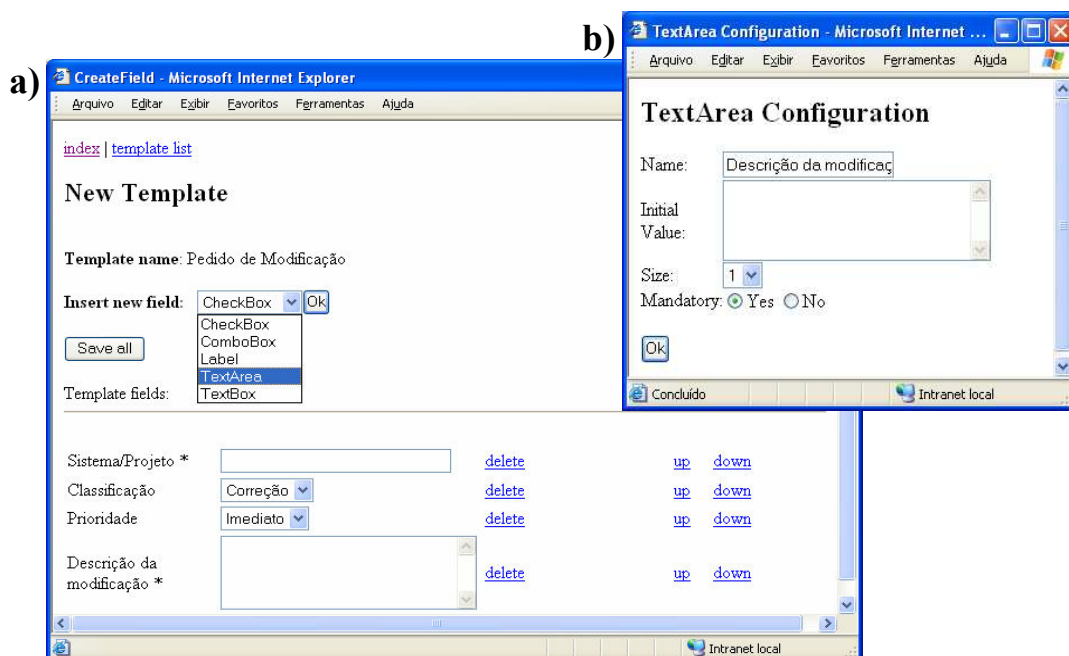 a)
CreateField - Microsoft Internet Explorer
Arquivo Editar Exibir Favoritos Ferramentas Ajuda
index | template list
New Template
Template name: Pedido de Modificação
Insert new field: CheckBox Ok
CheckBox
ComboBox
Label
TextArea
TextBox
Save all
Template fields:
Sistema/Projeto * delete up down
Classificação Correção delete up down
Prioridade Imediato delete up down
Descrição da
modificação * delete up down
Intranet local
b)
TextArea Configuration - Microsoft Internet ...
Arquivo Editar Exibir Favoritos Ferramentas Ajuda
TextArea Configuration
Name: Descrição da modificaç
Initial
Value:
Size: 1
Mandatory: Yes No
Ok
Concluído Intranet local